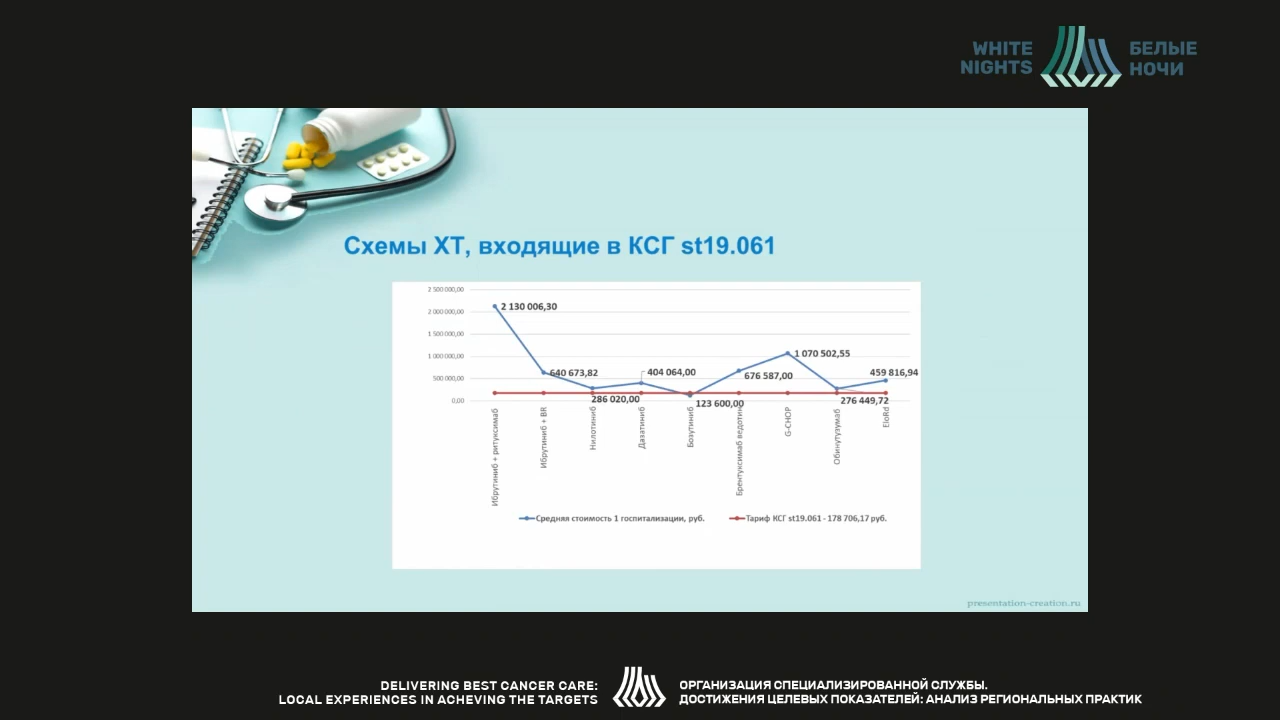 WHITE
NIGHTS
БЕЛЫЕ
НОЧИ
Схемы ХТ, входящие в КСГ st19.061
2 500 000,00
2 000 000,00
1 500 000,00
1 000 000,00
500 000,00
0,00
2 130 006,30
640 673,82
286 020,00
404 064,00
123 600,00
676 587,00
1 070 502,55
276 449,72
459 816,94
Ибрутиниб + ритуксимаб
Ибрутиниб + BR
Нилотиниб
Дазатиниб
Бозутиниб
Брентуксимаб ведотин
G-CHOP
Обинутузумаб
EloRd
Средняя стоимость 1 госпитализации, руб.
Тариф КСГ st19.061 - 178 706,17 руб.
presentation-creation.ru
DELIVERING BEST CANCER CARE:
LOCAL EXPERIENCES IN ACHEVING THE TARGETS
ОРГАНИЗАЦИЯ СПЕЦИАЛИЗИРОВАННОЙ СЛУЖБЫ.
ДОСТИЖЕНИЯ ЦЕЛЕВЫХ ПОКАЗАТЕЛЕЙ: АНАЛИЗ РЕГИОНАЛЬНЫХ ПРАКТИК